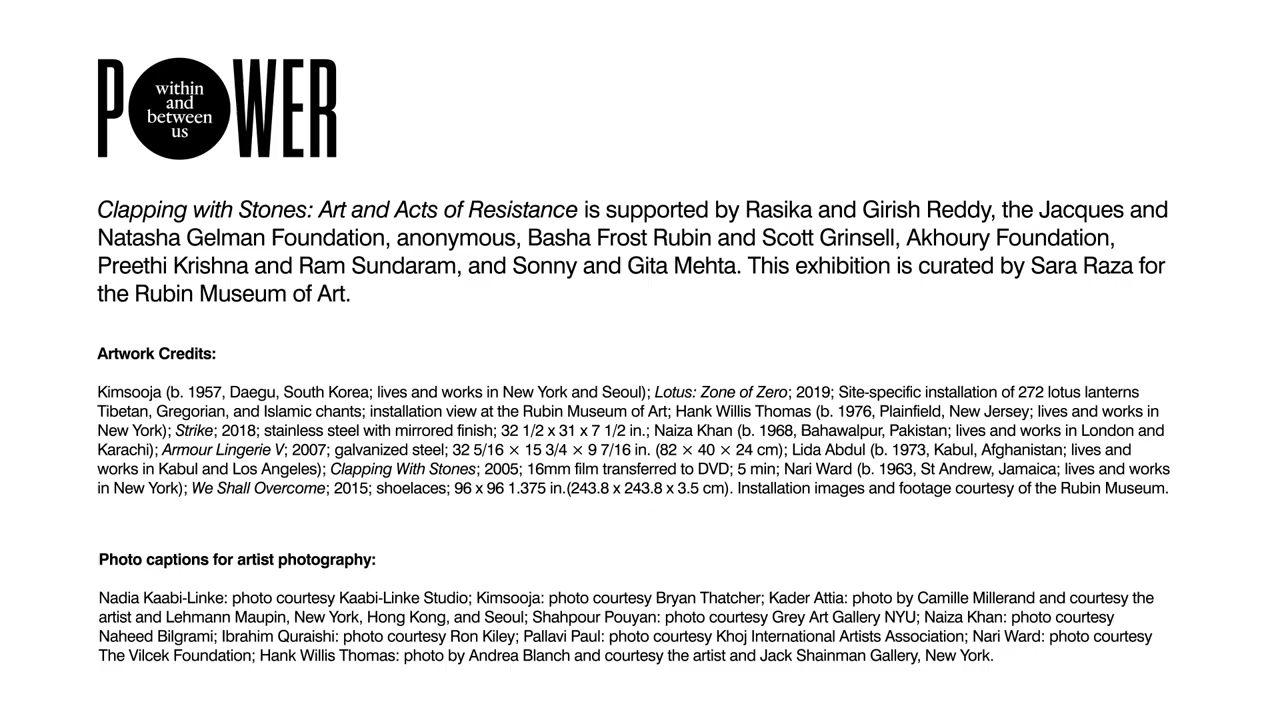 POWER
within
and
between
us
Clapping with Stones: Art and Acts of Resistance is supported by Rasika and Girish Reddy, the Jacques and
Natasha Gelman Foundation, anonymous, Basha Frost Rubin and Scott Grinsell, Akhoury Foundation,
Preethi Krishna and Ram Sundaram, and Sonny and Gita Mehta. This exhibition is curated by Sara Raza for
the Rubin Museum of Art.
Artwork Credits:
Kimsooja (b. 1957, Daegu, South Korea; lives and works in New York and Seoul); Lotus: Zone of Zero; 2019; Site-specific installation of 272 lotus lanterns
Tibetan, Gregorian, and Islamic chants; installation view at the Rubin Museum of Art; Hank Willis Thomas (b. 1976, Plainfield, New Jersey; lives and works in
New York); Strike; 2018; stainless steel with mirrored finish; 32 1/2 x 31 x 7 1/2 in.; Naiza Khan (b. 1968, Bahawalpur, Pakistan; lives and works in London and
Karachi); Armour Lingerie V; 2007; galvanized steel; 32 5/16 × 15 3/4 × 9 7/16 in. (82 × 40 × 24 cm); Lida Abdul (b. 1973, Kabul, Afghanistan; lives and
works in Kabul and Los Angeles); Clapping With Stones; 2005; 16mm film transferred to DVD; 5 min; Nari Ward (b. 1963, St Andrew, Jamaica; lives and works
in New York); We Shall Overcome; 2015; shoelaces; 96 x 96 1.375 in.(243.8 x 243.8 x 3.5 cm). Installation images and footage courtesy of the Rubin Museum.
Photo captions for artist photography:
Nadia Kaabi-Linke: photo courtesy Kaabi-Linke Studio; Kimsooja: photo courtesy Bryan Thatcher; Kader Attia: photo by Camille Millerand and courtesy the
artist and Lehmann Maupin, New York, Hong Kong, and Seoul; Shahpour Pouyan: photo courtesy Grey Art Gallery NYU; Naiza Khan: photo courtesy
Naheed Bilgrami; Ibrahim Quraishi: photo courtesy Ron Kiley; Pallavi Paul: photo courtesy Khoj International Artists Association; Nari Ward: photo courtesy
The Vilcek Foundation; Hank Willis Thomas: photo by Andrea Blanch and courtesy the artist and Jack Shainman Gallery, New York.